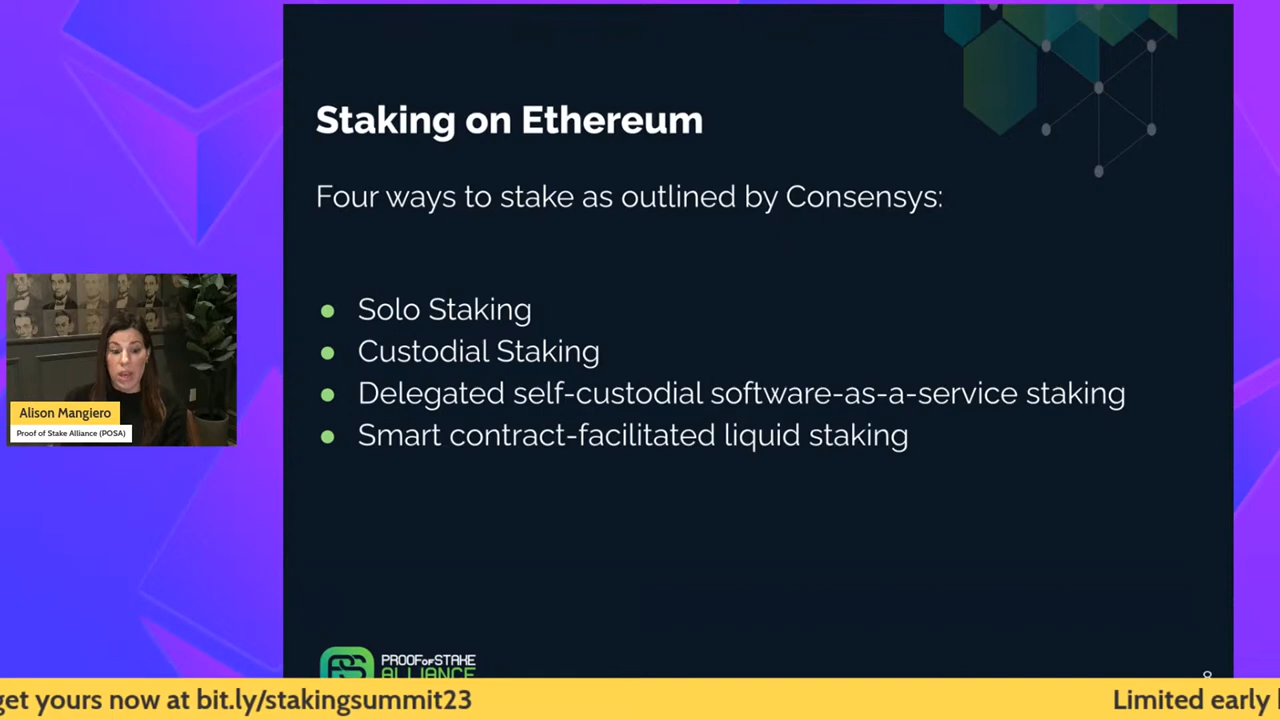 Staking on Ethereum
Four ways to stake as outlined by Consensys:
● Solo Staking
● Custodial Staking
● Delegated self-custodial software-as-a-service staking
● Smart contract-facilitated liquid staking
Alison Mangiero
Proof of Stake Alliance (POSA)
PROOF OF STAKE
ALLIANCE
get yours now at bit.ly/stakingsummit23
Limited early